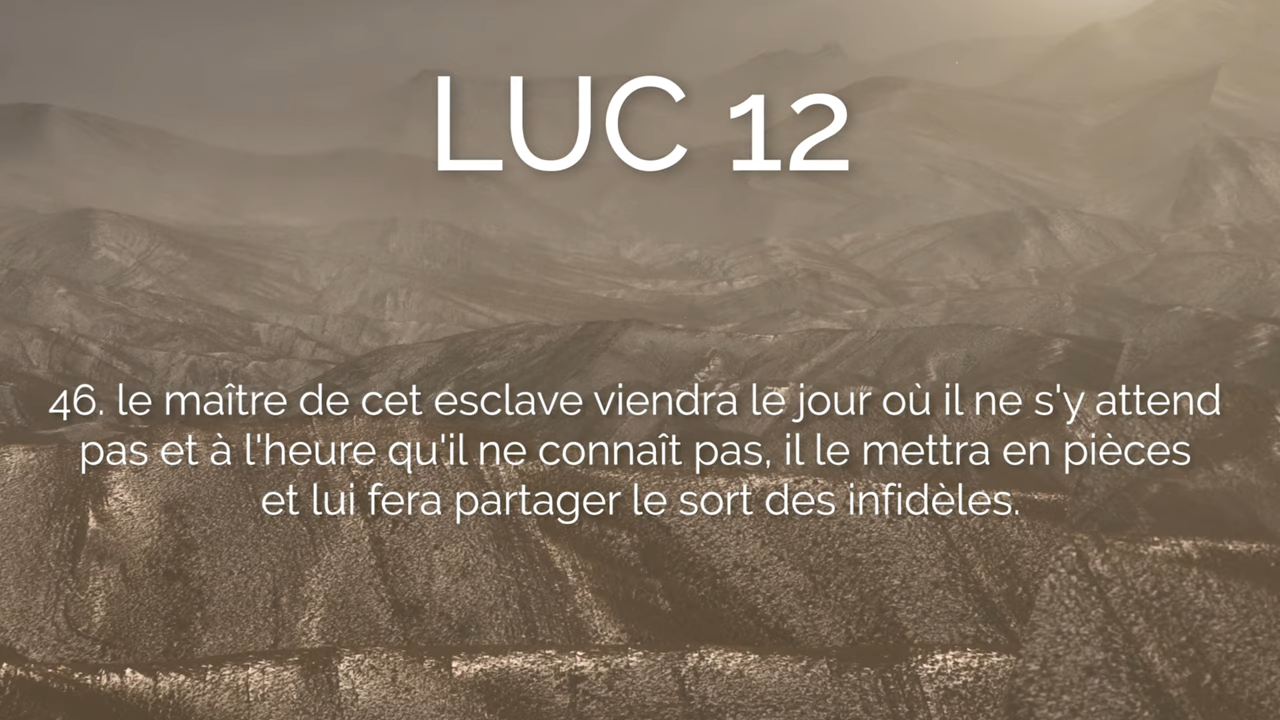 LUC 12
46. le maître de cet esclave viendra le jour où il ne s'y attend
pas et à l'heure qu'il ne connaît pas, il le mettra en pièces
et lui fera partager le sort des infidèles.